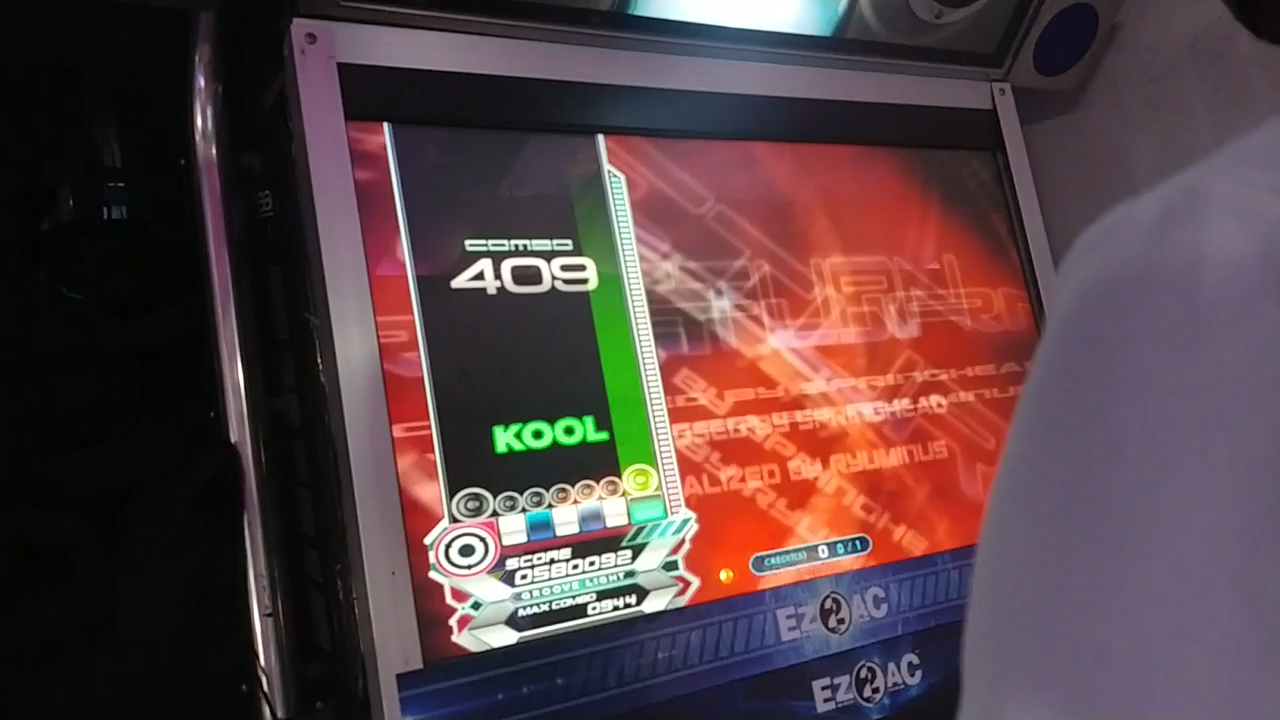 COMBO
409
KOOL
SCORE
0580092
GROOVE LIGHT
MAX COMBO
0944
BY SPRINGHEAD
ALIZED BY RYUMINUS
CREDIT(S) 0 0/1
Ez2AC
Ez2AC